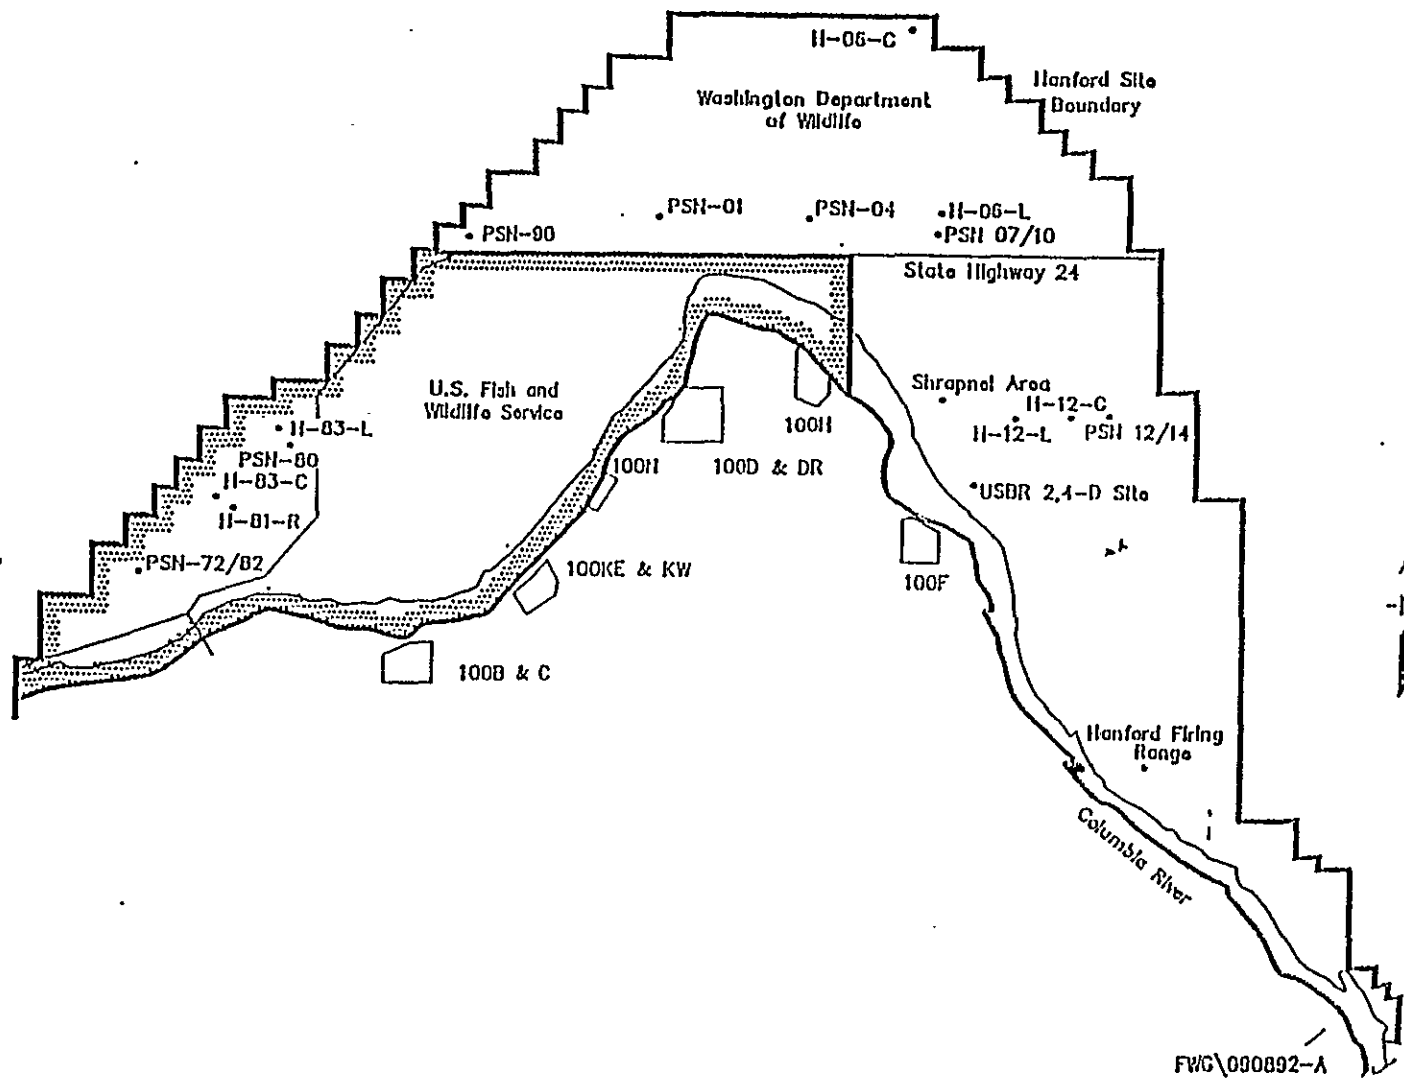 H-06-C
Hanford Site
Boundary
Washington Department
of Wildlife
PSN-01
PSN-04
H-06-L
PSN 07/10
PSN-90
State Highway 24
U.S. Fish and
Wildlife Service
Shrapnel Area
H-12-C
H-12-L
PSN 12/14
H-83-L
PSN-80
H-83-C
H-81-R
PSN-72/82
100H
100N
100D & DR
USBR 2,4-D Site
100F
100KE & KW
100B & C
Hanford Firing
Range
Columbia River
FWG\090892-A